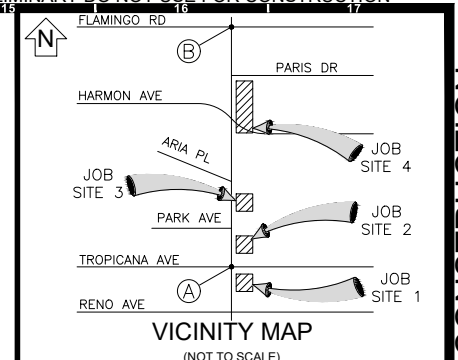 15 16 17
FLAMINGO RD
N
B
PARIS DR
HARMON AVE
ARIA PL
JOB
SITE 4
JOB
SITE 3
JOB
SITE 2
PARK AVE
TROPICANA AVE
A
JOB
SITE 1
RENO AVE
VICINITY MAP
(NOT TO SCALE)